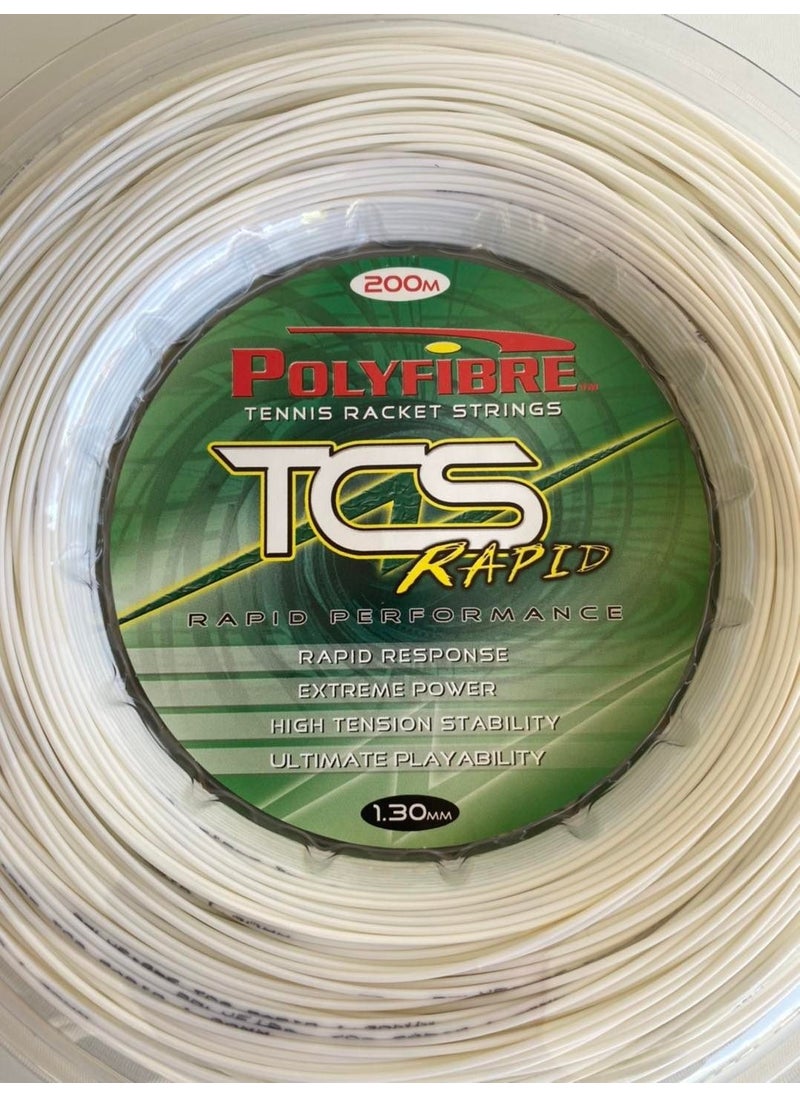 200M
POLYFIBRE TM
TENNIS RACKET STRINGS
TCS
RAPID
RAPID PERFORMANCE
RAPID RESPONSE
EXTREME POWER
HIGH TENSION STABILITY
ULTIMATE PLAYABILITY
1.30MM